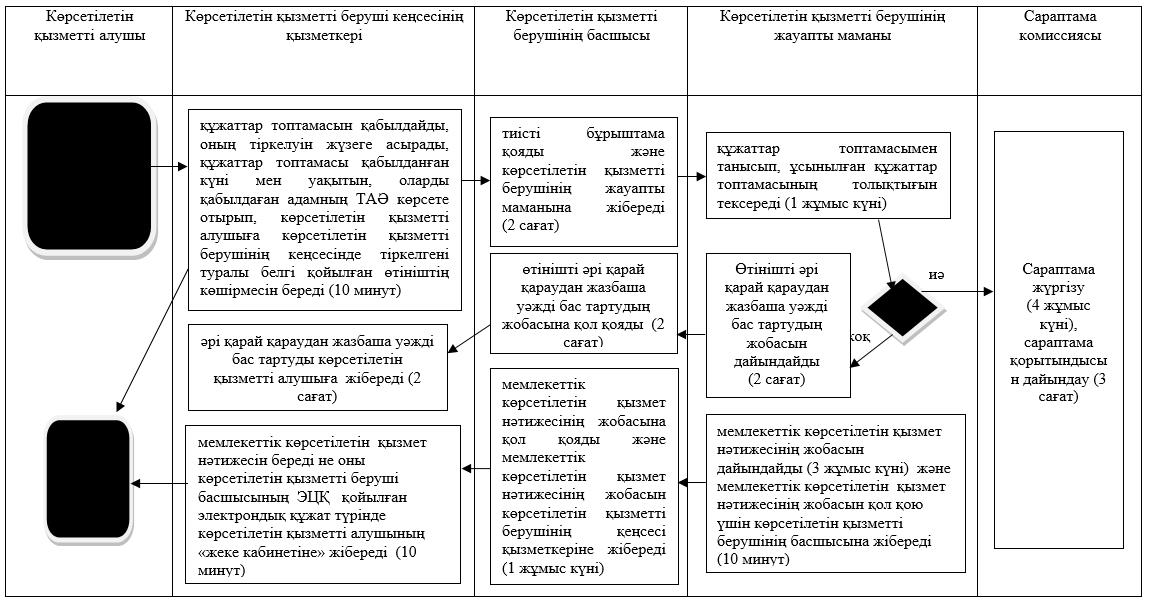 Көрсетілетін
қызметті алушы
Көрсетілетін қызметті беруші кеңсесінің
қызметкері
Көрсетілетін қызметті
берушінің басшысы
Көрсетілетін қызметті берушінің
жауапты маманы
Сараптама
комиссиясы
құжаттар топтамасын қабылдайды,
оның тіркелуін жүзеге асырады,
құжаттар топтамасы қабылданған
күні мен уақытын, оларды
қабылдаған адамның ТАӘ көрсете
отырып, көрсетілетін қызметті
алушыға көрсетілетін қызметті
берушінің кеңсесінде тіркелгені
туралы белгі қойылған өтініштің
көшірмесін береді (10 минут)
тиісті бұрыштама
қояды және
көрсетілетін қызметті
берушінің жауапты
маманына жібереді
(2 сағат)
құжаттар топтамасымен
танысып, ұсынылған құжаттар
топтамасының толықтығын
тексереді (1 жұмыс күні)
иә
жоқ
Сараптама
жүргізу
(4 жұмыс
күні),
сараптама
қорытындысы
н дайындау (3
сағат)
Өтінішті әрі
қарай қараудан
жазбаша уәжді
бас тартудың
жобасын
дайындайды
(2 сағат)
өтінішті әрі қарай
қараудан жазбаша
уәжді бас тартудың
жобасына қол қояды (2
сағат)
әрі қарай қараудан жазбаша уәжді
бас тартуды көрсетілетін
қызметті алушыға жібереді (2
сағат)
мемлекеттік көрсетілетін қызмет
нәтижесінің жобасын
дайындайды (3 жұмыс күні) және
мемлекеттік көрсетілетін қызмет
нәтижесінің жобасын қол қою
үшін көрсетілетін қызметті
берушінің басшысына жібереді
(10 минут)
мемлекеттік
көрсетілетін қызмет
нәтижесінің жобасына
қол қояды және
мемлекеттік
көрсетілетін қызмет
нәтижесінің жобасын
көрсетілетін қызметті
берушінің кеңсесі
қызметкеріне жібереді
(1 жұмыс күні)
мемлекеттік көрсетілетін қызмет
нәтижесін береді не оны
көрсетілетін қызметті беруші
басшысының ЭЦҚ қойылған
электрондық құжат түрінде
көрсетілетін қызметті алушының
«жеке кабинетіне» жібереді (10
минут)